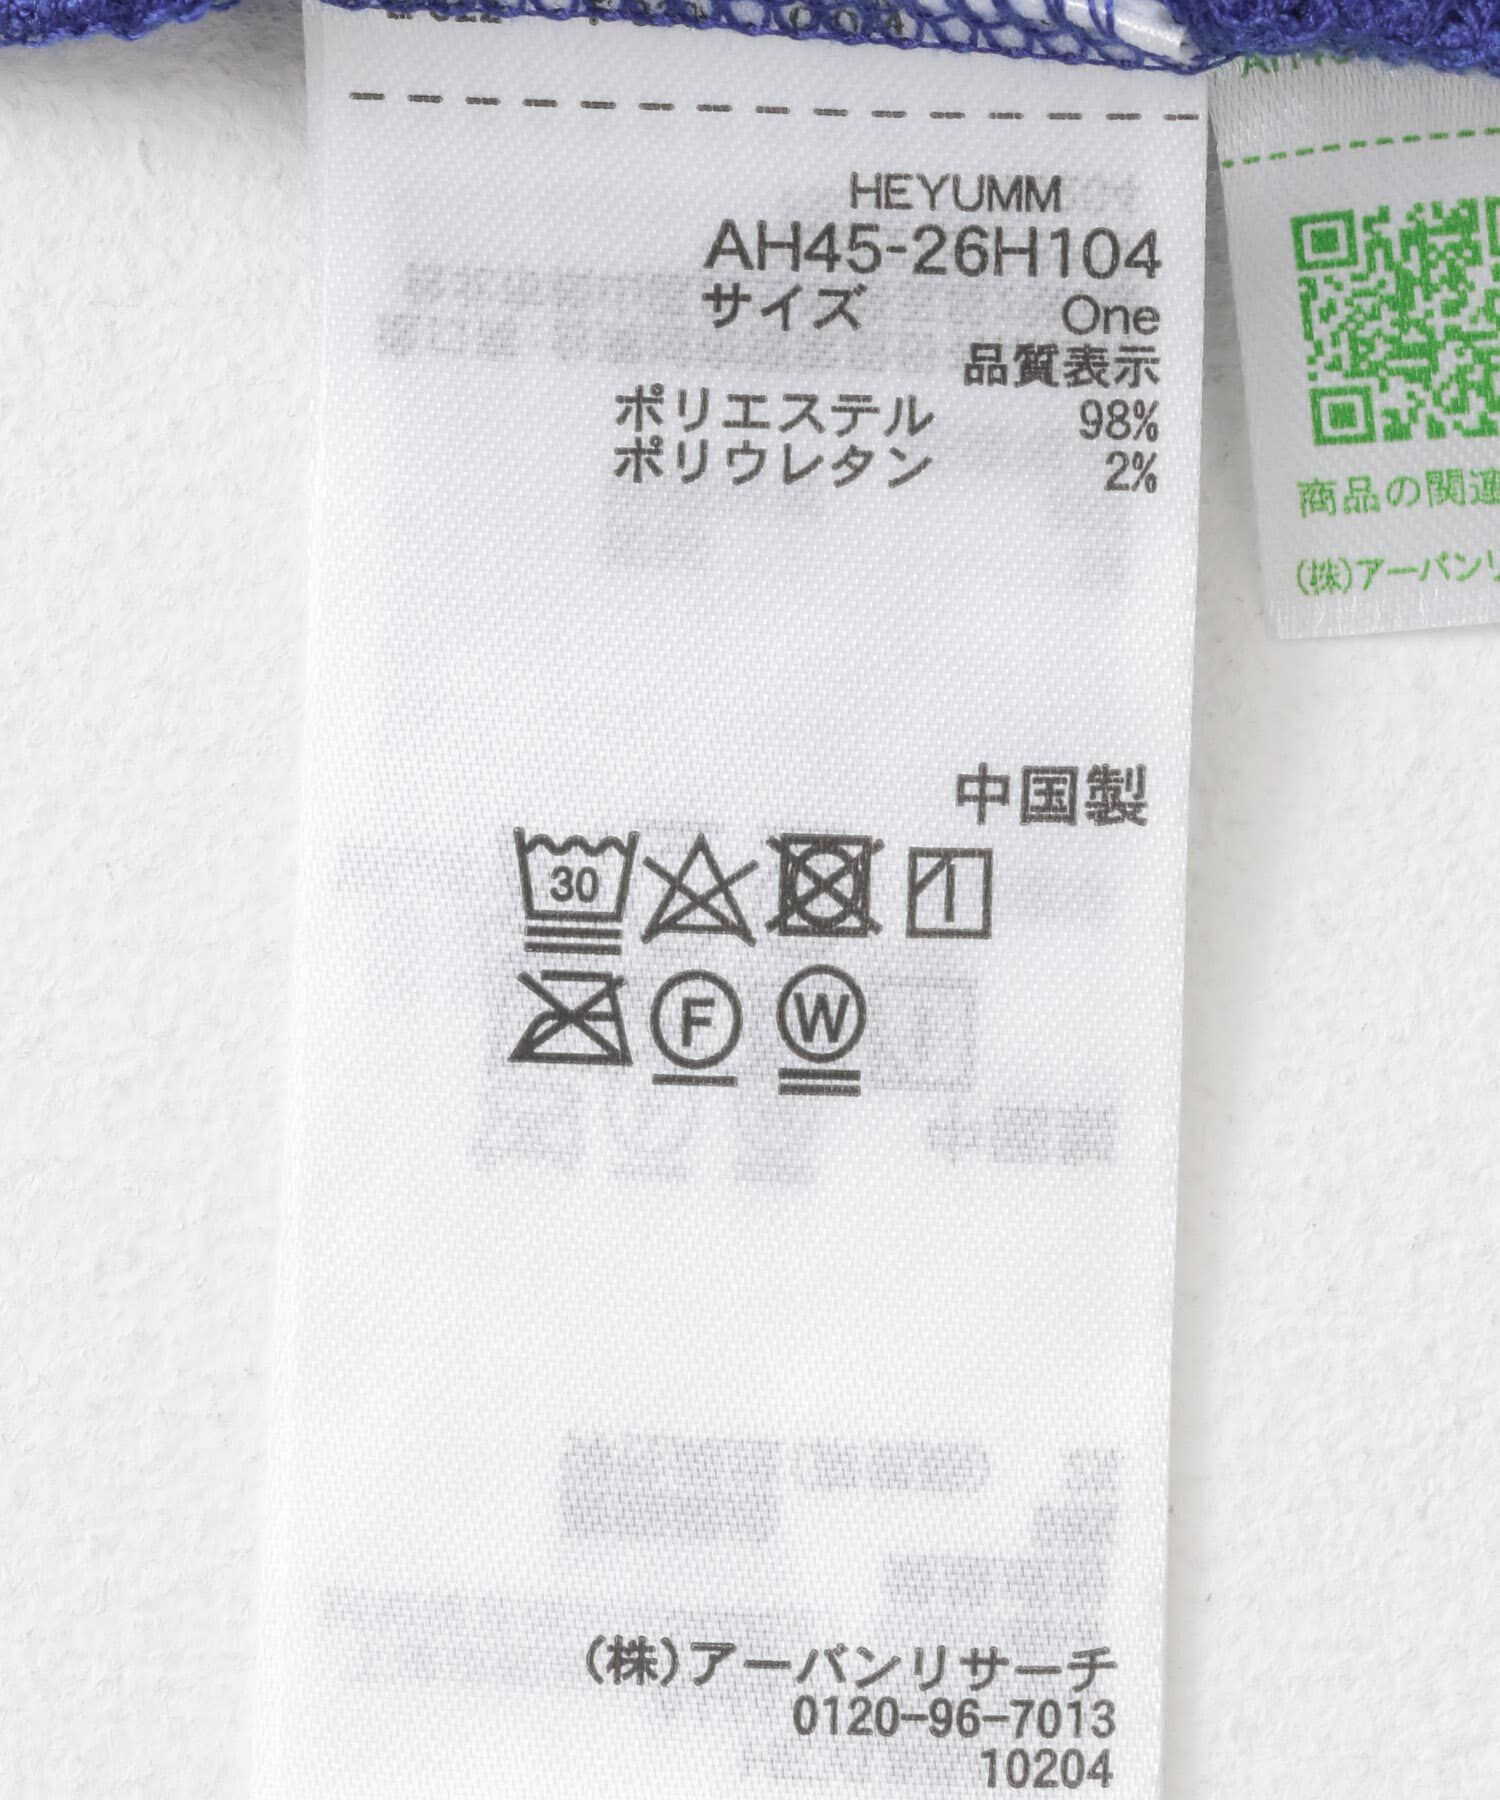 HEYUMM
AH45-26H104
サイズ One
品質表示
ポリエステル 98%
ポリウレタン 2%
中国製
30
F
W
(株)アーバンリサーチ
0120-96-7013
10204
商品の関連
(株)アーバンリ